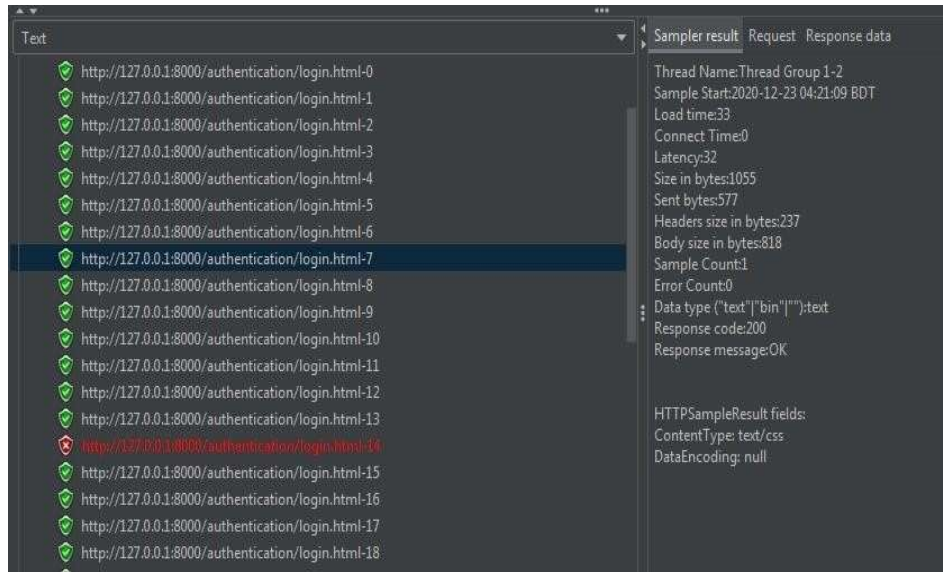 Text
http://127.0.0.1:8000/authentication/login.html-0
http://127.0.0.1:8000/authentication/login.html-1
http://127.0.0.1:8000/authentication/login.html-2
http://127.0.0.1:8000/authentication/login.html-3
http://127.0.0.1:8000/authentication/login.html-4
http://127.0.0.1:8000/authentication/login.html-5
http://127.0.0.1:8000/authentication/login.html-6
http://127.0.0.1:8000/authentication/login.html-7
http://127.0.0.1:8000/authentication/login.html-8
http://127.0.0.1:8000/authentication/login.html-9
http://127.0.0.1:8000/authentication/login.html-10
http://127.0.0.1:8000/authentication/login.html-11
http://127.0.0.1:8000/authentication/login.html-12
http://127.0.0.1:8000/authentication/login.html-13
http://127.0.0.1:8000/authentication/login.html-14
http://127.0.0.1:8000/authentication/login.html-15
http://127.0.0.1:8000/authentication/login.html-16
http://127.0.0.1:8000/authentication/login.html-17
http://127.0.0.1:8000/authentication/login.html-18
Sampler result Request Response data
Thread Name:Thread Group 1-2
Sample Start:2020-12-23 04:21:09 BDT
Load time:33
Connect Time:0
Latency:32
Size in bytes:1055
Sent bytes:577
Headers size in bytes:237
Body size in bytes:818
Sample Count:1
Error Count:0
Data type ("text"|"bin"|""):text
Response code:200
Response message:OK
HTTPSampleResult fields:
ContentType: text/css
DataEncoding: null